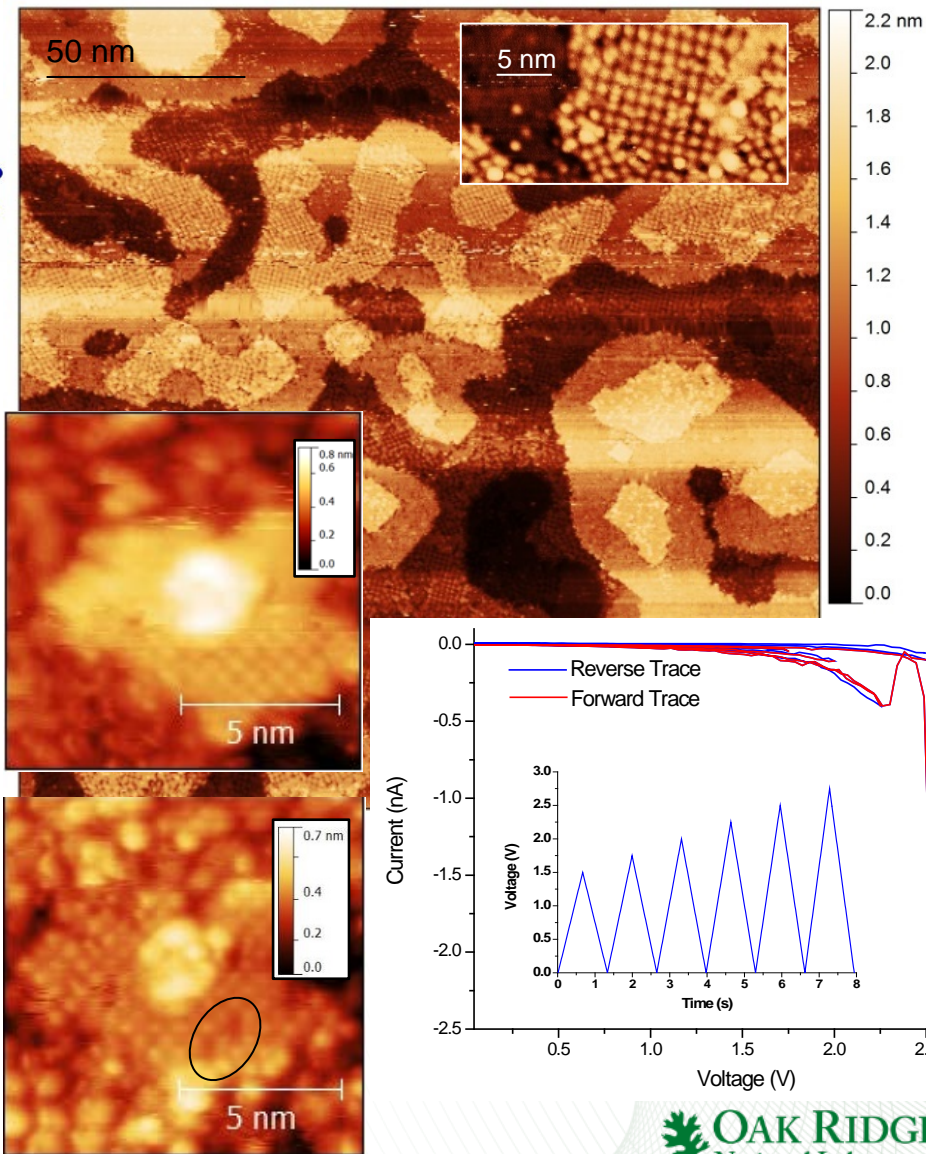 50 nm
5 nm
2.2 nm
2.0
1.8
1.6
1.4
1.2
1.0
0.8
0.6
0.4
0.2
0.0
0.8 nm
0.6
0.4
0.2
0.0
5 nm
0.7 nm
0.4
0.2
0.0
5 nm
0.0
-0.5
-1.0
-1.5
-2.0
-2.5
Current (nA)
Reverse Trace
Forward Trace
3.0
2.5
2.0
1.5
1.0
0.5
0.0
Voltage (V)
0 1 2 3 4 5 6 7 8
Time (s)
0.5 1.0 1.5 2.0
Voltage (V)
OAK RIDGE